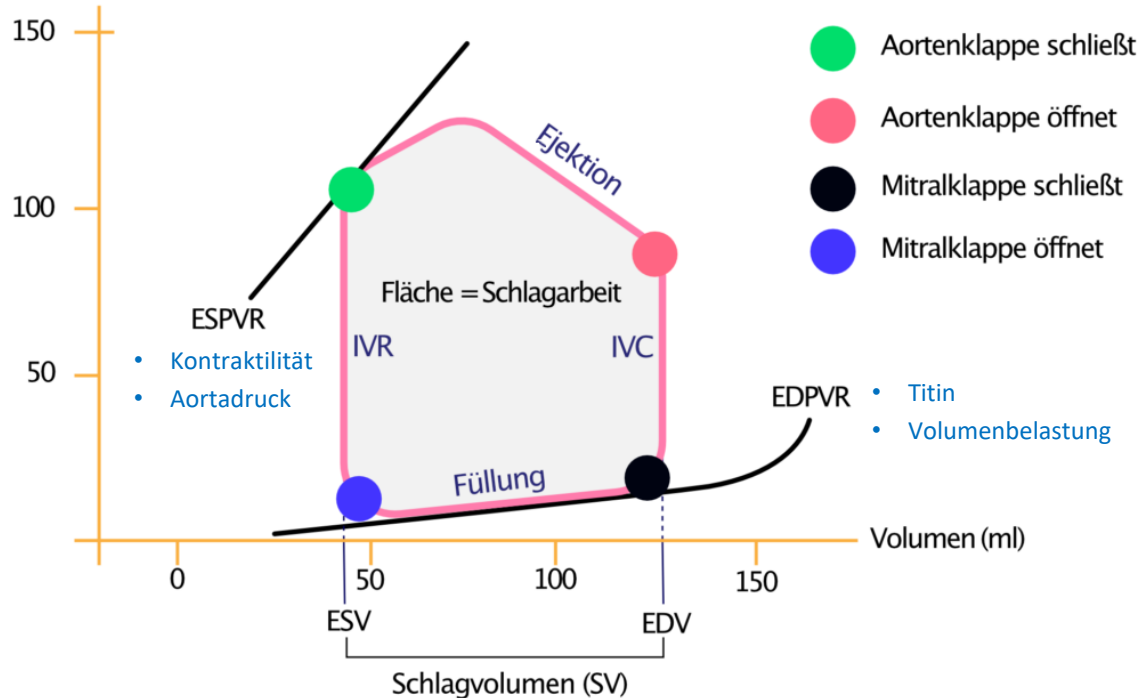 150
100
50
Aortenklappe schließt
Aortenklappe öffnet
Mitralklappe schließt
Mitralklappe öffnet
Ejektion
Fläche = Schlagarbeit
ESPVR
• Kontraktilität
• Aortadruck
IVR
IVC
EDPVR
• Titin
• Volumenbelastung
Füllung
Volumen (ml)
0
50
100
150
ESV
EDV
Schlagvolumen (SV)